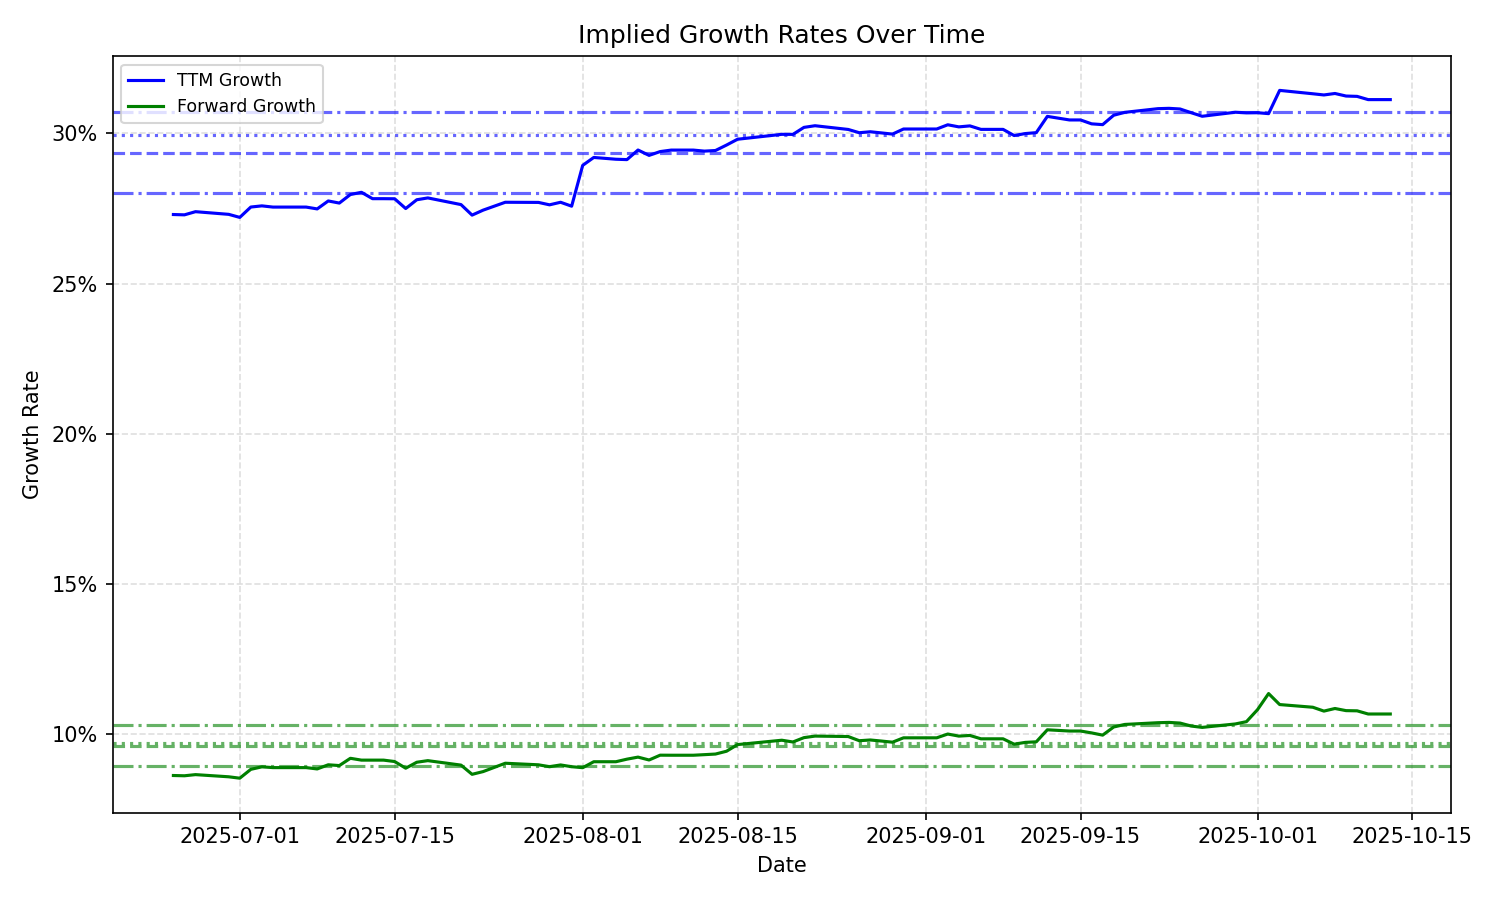 Implied Growth Rates Over Time
TTM Growth
Forward Growth
30%
25%
20%
15%
10%
Growth Rate
2025-07-01 2025-07-15 2025-08-01 2025-08-15 2025-09-01 2025-09-15 2025-10-01 2025-10-15
Date